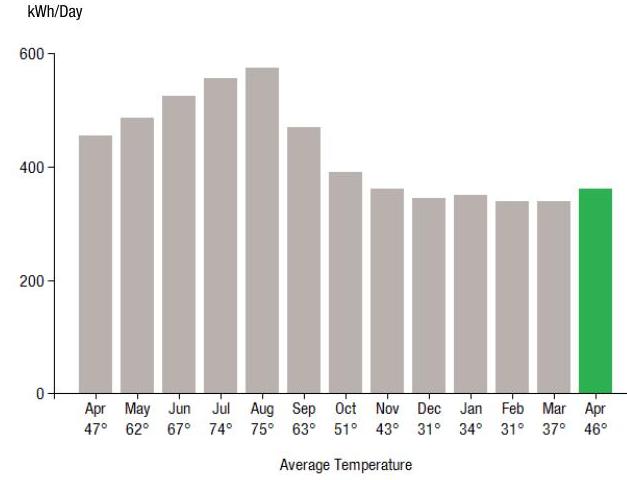 kWh/Day
600
400
200
0
Apr May Jun Jul Aug Sep Oct Nov Dec Jan Feb Mar Apr
47° 62° 67° 74° 75° 63° 51° 43° 31° 34° 31° 37° 46°
Average Temperature